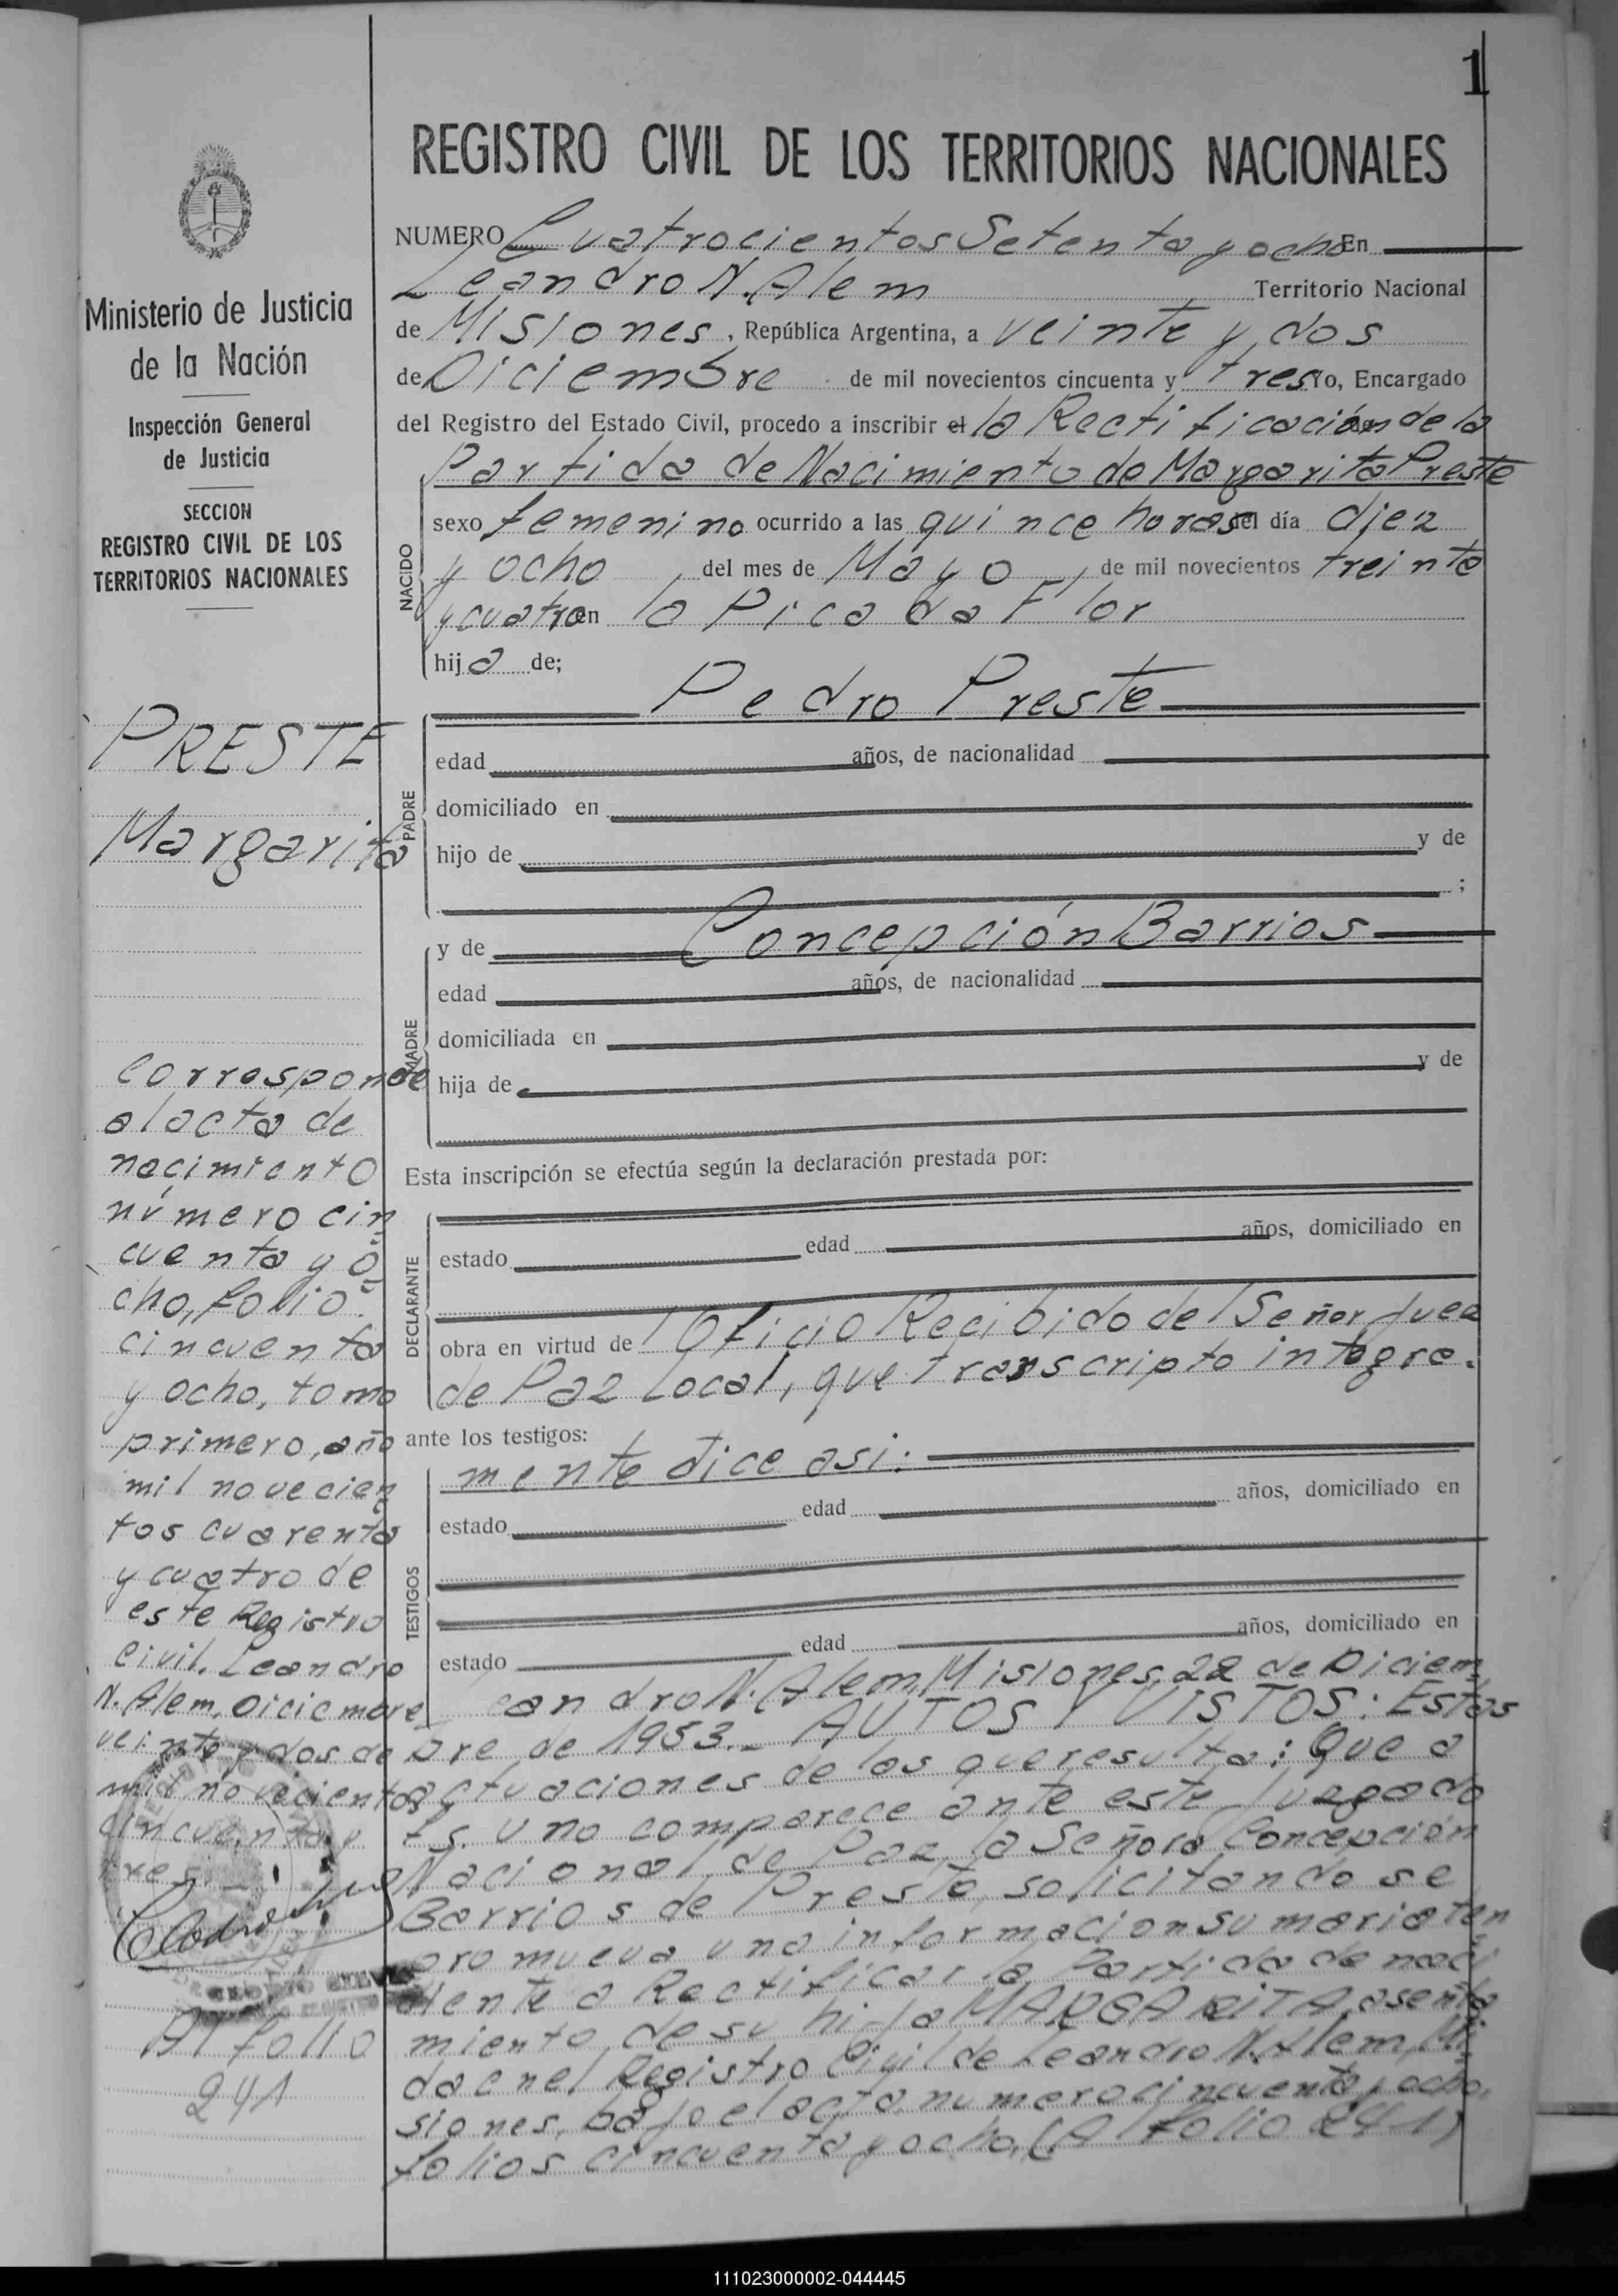 1
REGISTRO CIVIL DE LOS TERRITORIOS NACIONALES
NUMERO Cuatrocientos Setenta y ocho En
Leandro N. Alem Territorio Nacional
de Misiones, República Argentina, a veinte y dos
de Diciembre de mil novecientos cincuenta y tres Yo, Encargado
del Registro del Estado Civil, procedo a inscribir el la Rectificación de la
Partida de Nacimiento de Margarita Preste
NACIDO
sexo femenino ocurrido a las quince horas del día diez
y ocho del mes de Mayo, de mil novecientos treinta
y cuatro en la Picada Flor
hija de;
Pedro Preste
PADRE
edad años, de nacionalidad
domiciliado en
hijo de y de
;
MADRE
y de Concepción Barrios
edad años, de nacionalidad
domiciliada en
hija de y de
Esta inscripción se efectúa según la declaración prestada por:
DECLARANTE
estado edad años, domiciliado en
obra en virtud del Oficio Recibido del Señor Juez
de Paz Local, que transcripto integra-
ante los testigos:
mente dice asi:
TESTIGOS
estado edad años, domiciliado en
estado edad años, domiciliado en
Leandro N. Alem, Misiones, 22 de Diciem
bre de 1953.- AUTOS Y VISTOS: Estas
actuaciones de las que resulta: Que a
fs. uno comparece ante este Juzgado
Nacional de Paz, la Señora Concepción
Barrios de Preste, solicitando se
promueva una informacion sumaria ten
diente a Rectificar la Partida de naci
miento de su hija MARGARITA, asenta
da en el Registro Civil de Leandro N. Alem, Mi
siones, bajo el acta numero cincuenta y ocho,
folios cincuenta y ocho, (Al folio 241)
Ministerio de Justicia
de la Nación
Inspección General
de Justicia
SECCION
REGISTRO CIVIL DE LOS
TERRITORIOS NACIONALES
PRESTE
Margarita
Corresponde
al acta de
nacimiento
número cin
cuenta y o
cho, folio
cincuenta
y ocho, tomo
primero, año
mil novecien
tos cuarenta
y cuatro de
este Registro
Civil. Leandro
N. Alem, Diciembre
veinte y dos de
mil novecientos
cincuenta y
tres.-
Al folio
241
111023000002-044445